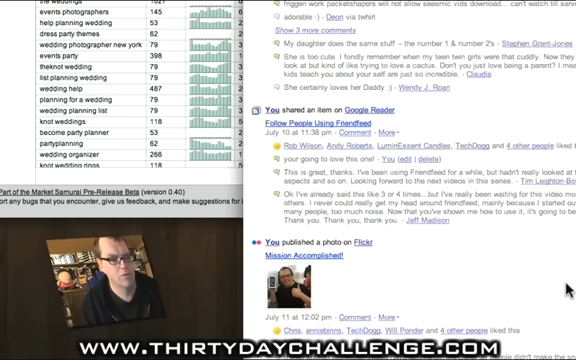 the weddings 1627
events photographers 145
help planning wedding 79
dress party themes 62
wedding photographer new york 79
events party 398
theknot wedding 79
list planning wedding 79
wedding help 487
planning for a wedding 79
wedding planning list 79
knot weddings 118
become party planner 53
partyplanning 62
wedding organizer 266
knot wedding rings 118
Part of the Market Samurai Pre-Release Beta (version 0.40)
ort any bugs that you encounter, give us feedback, and make suggestions for i
friggen work packetshapers will not allow seesmic vids download... can't watch till
adorable :) - Deon via twhirl
Show 3 more comments
My daughter does the same stuff – the number 1 & number 2's - Stephen Grant-Jones
She is too cute. I fondly remember when my teen twin girls were that cuddly. Now they
look at but kind of like trying to love a cactus. Don't you just love being a parent? I mea
kids teach you about your self are just so incredible. - Claudia
She certainly loves her Daddy :) - Wendy J. Roan
You shared an item on Google Reader
Follow People Using Friendfeed
July 10 at 11:38 pm - Comment - More
Rob Wilson, Andy Roberts, LuminEssent Candles, TechDogg and 4 other people liked
your going to love this one! - You (edit | delete)
This is great, thanks. I've been using Friendfeed for a while, but hadn't really looked at t
aspects and so on. Looking forward to the next videos in this series. - Tim Leighton-Bo
Ok I've already said this like 3 or 4 times... but I've really been waiting for this video mo
I never could really get my head around friendfeed, mainly because I started out
many people, too much noise. Now that you've shown me how to use it, it's going to be
Thank you, thank you, thank you. - Jeff Madison
You published a photo on Flickr
Mission Accomplished!
July 11 at 12:02 pm - Comment - More
Chris, anniebinns, TechDogg, Will Ponder and 4 other people liked this
WWW.THIRTYDAYCHALLENGE.COM